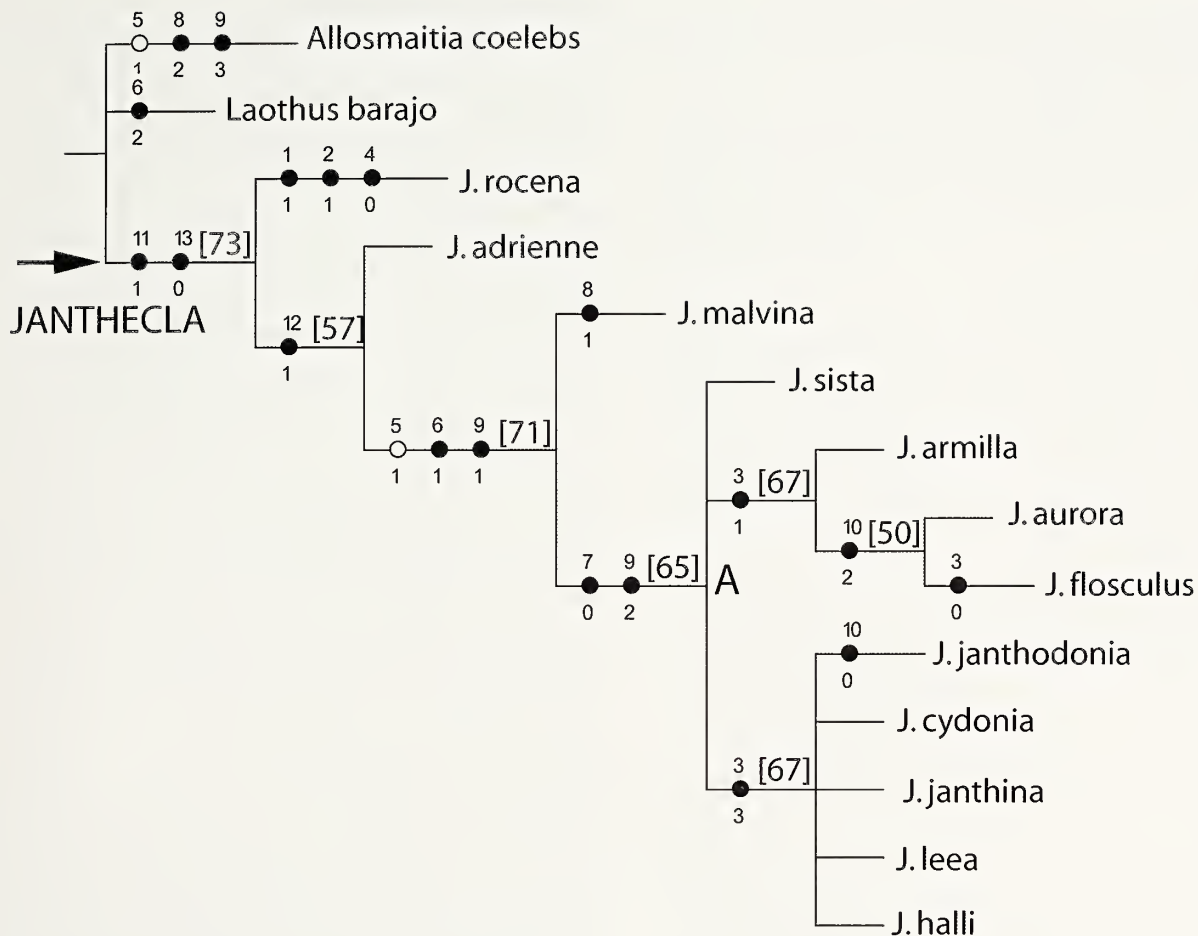 5 8 9
Allosmaitia coelebs
1 2 3
6
Laothus barajo
2
1 2 4
J. rocena
1 1 0
11 13 [73]
J. adrienne
1 0
JANTHECLA
8
J. malvina
1
12 [57]
1
J. sista
5 6 9 [71]
1 1 1
J. armilla
3 [67]
1
J. aurora
10 [50]
2
7 9 [65]
A
0 2
3
J. flosculus
0
10
J. janthodonia
0
J. cydonia
3 [67]
J. janthina
3
J. leea
J. halli